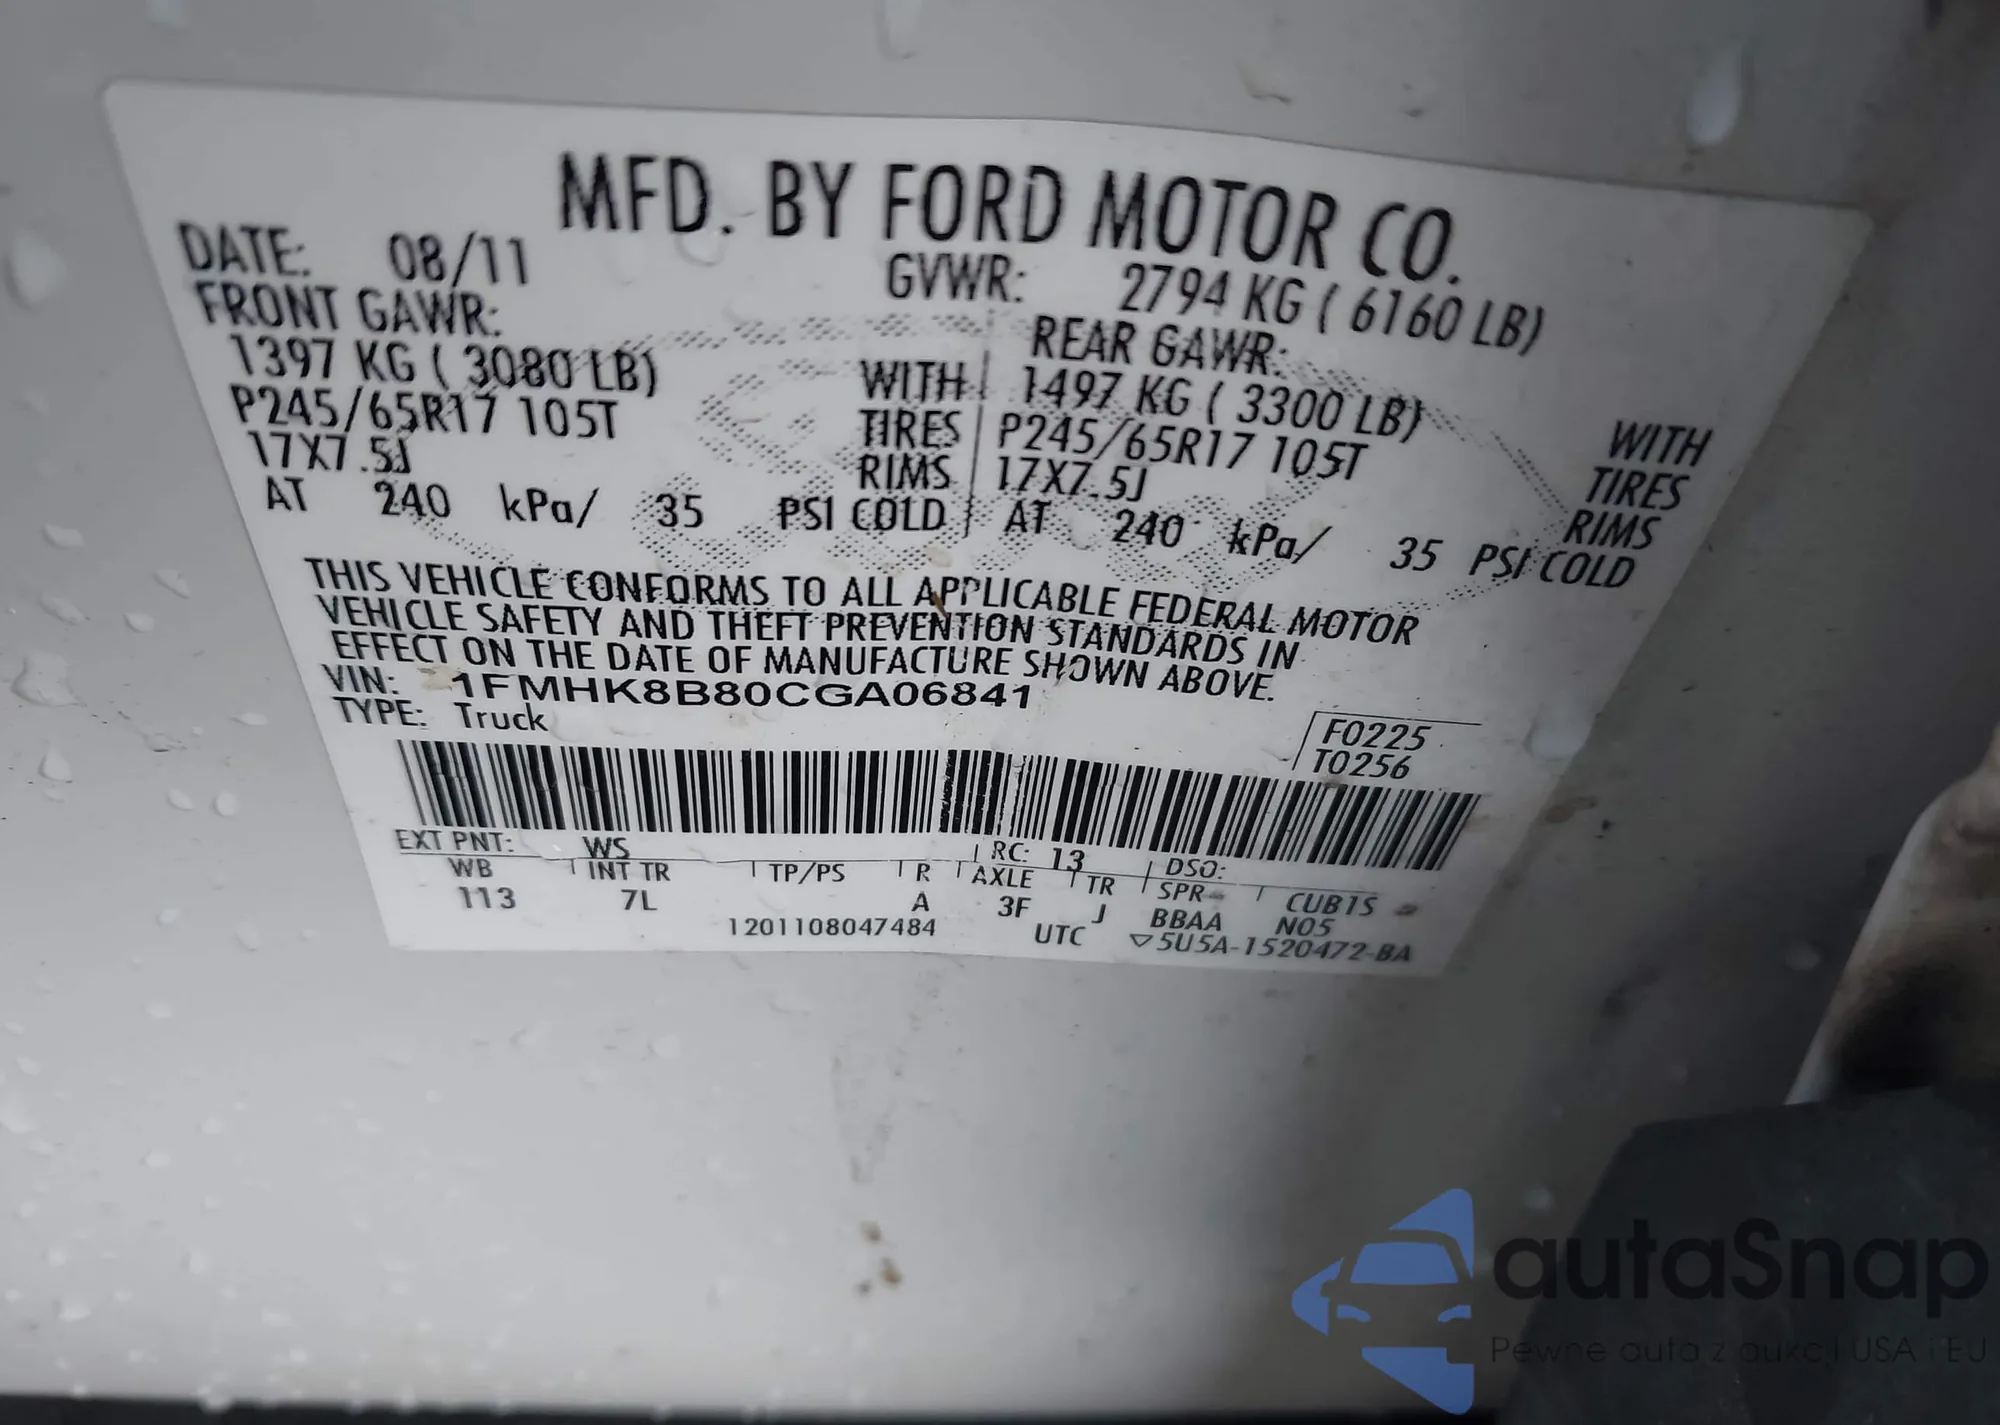 MFD. BY FORD MOTOR CO.
DATE: 08/11 GVWR: 2794 KG ( 6160 LB)
FRONT GAWR: REAR GAWR:
1397 KG ( 3080 LB) WITH 1497 KG ( 3300 LB) WITH
P245/65R17 105T TIRES P245/65R17 105T TIRES
17X7.5J RIMS 17X7.5J RIMS
AT 240 kPa/ 35 PSI COLD AT 240 kPa/ 35 PSI COLD
THIS VEHICLE CONFORMS TO ALL APPLICABLE FEDERAL MOTOR
VEHICLE SAFETY AND THEFT PREVENTION STANDARDS IN
EFFECT ON THE DATE OF MANUFACTURE SHOWN ABOVE.
VIN: 1FMHK8B80CGA06841
TYPE: Truck
F0225
T0256
EXT PNT: WS RC: 13 DSO:
WB INT TR TP/PS R AXLE TR SPR CUB1S
113 7L A 3F J BBAA N05
1201108047484 UTC ▽5U5A-1520472-BA
autaSnap
Pewne auta z aukcji USA i EU